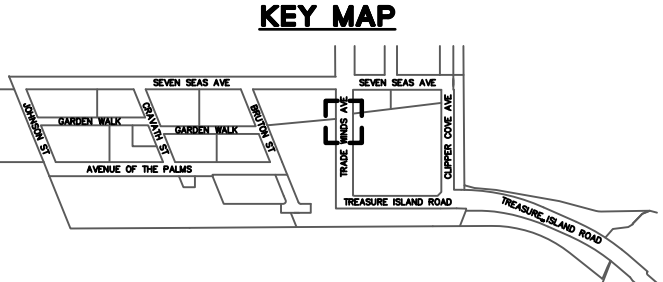 KEY MAP
SEVEN SEAS AVE
SEVEN SEAS AVE
JOHNSON ST
GARDEN WALK
CRAVATH ST
GARDEN WALK
BRUTON ST
TRADE WINDS AVE
CLIPPER COVE AVE
AVENUE OF THE PALMS
TREASURE ISLAND ROAD
TREASURE ISLAND ROAD